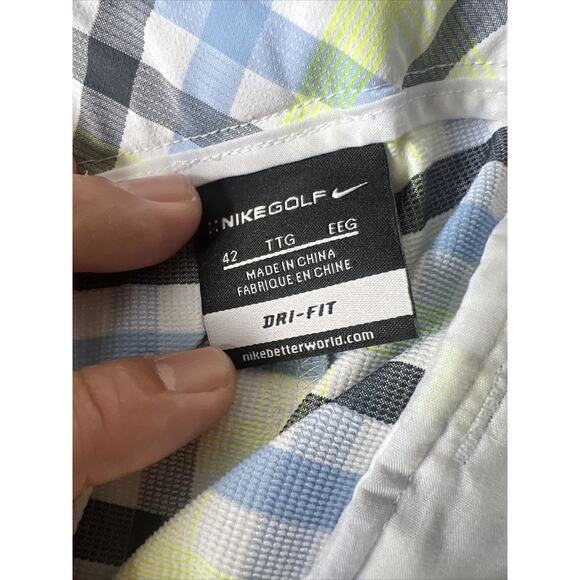 NIKEGOLF
42 TTG EEG
MADE IN CHINA
FABRIQUE EN CHINE
DRI-FIT
nikebetterworld.com